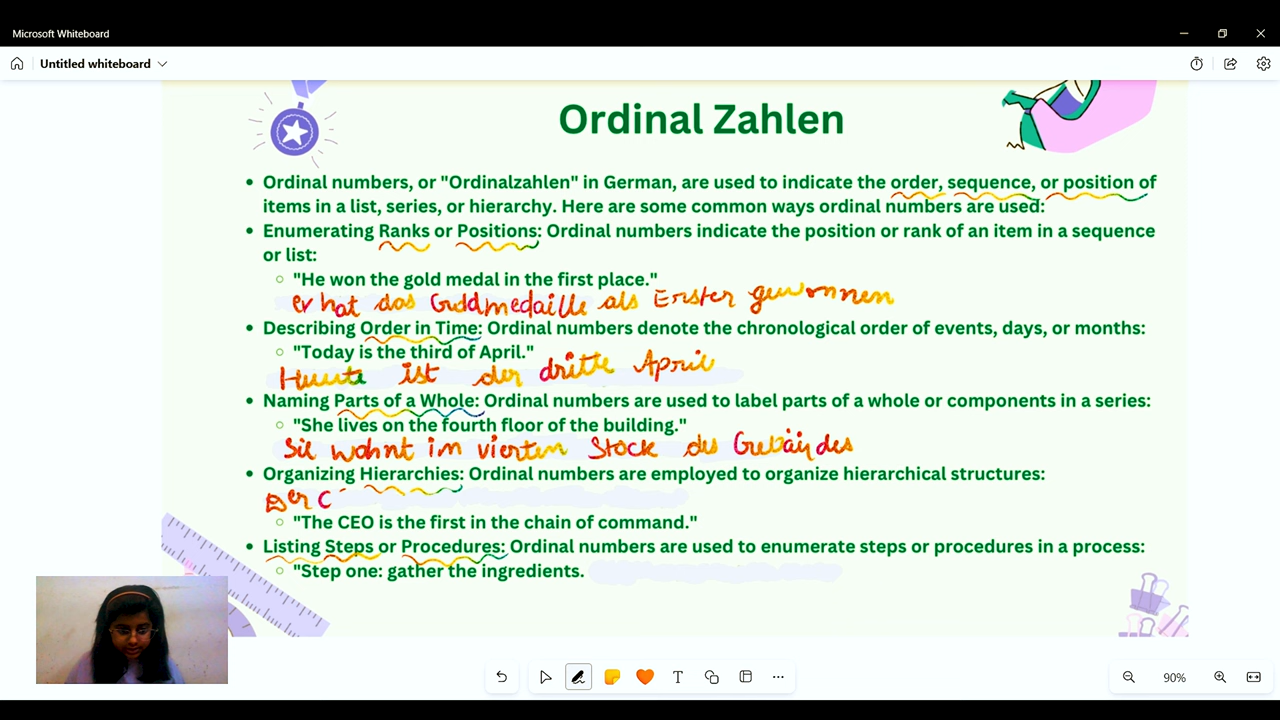 Microsoft Whiteboard
Untitled whiteboard
Ordinal Zahlen
• Ordinal numbers, or "Ordinalzahlen" in German, are used to indicate the order, sequence, or position of
items in a list, series, or hierarchy. Here are some common ways ordinal numbers are used:
• Enumerating Ranks or Positions: Ordinal numbers indicate the position or rank of an item in a sequence
or list:
○ "He won the gold medal in the first place."
er hat das Goldmedaille als Erster gewonnen
• Describing Order in Time: Ordinal numbers denote the chronological order of events, days, or months:
○ "Today is the third of April."
Heute ist der dritte April
• Naming Parts of a Whole: Ordinal numbers are used to label parts of a whole or components in a series:
○ "She lives on the fourth floor of the building."
Sie wohnt im vierten Stock des Gebäudes
• Organizing Hierarchies: Ordinal numbers are employed to organize hierarchical structures:
Der C
○ "The CEO is the first in the chain of command."
• Listing Steps or Procedures: Ordinal numbers are used to enumerate steps or procedures in a process:
○ "Step one: gather the ingredients.
90%